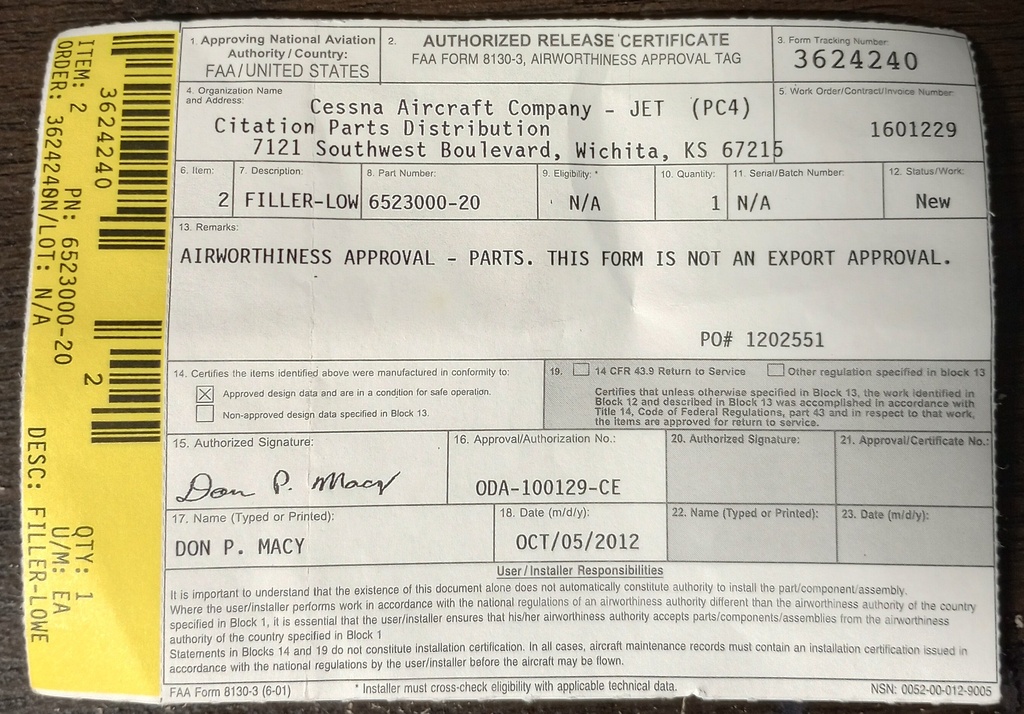 ITEM: 2 PN: 6523000-20 QTY: 1
ORDER: 3624240N/LOT: N/A U/M: EA
DESC: FILLER-LOWE
3624240
2
1. Approving National Aviation Authority / Country:
FAA/UNITED STATES
2. AUTHORIZED RELEASE CERTIFICATE
FAA FORM 8130-3, AIRWORTHINESS APPROVAL TAG
3. Form Tracking Number:
3624240
4. Organization Name
and Address:
Cessna Aircraft Company - JET (PC4)
Citation Parts Distribution
7121 Southwest Boulevard, Wichita, KS 67215
5. Work Order/Contract/Invoice Number:
1601229
6. Item: 7. Description: 8. Part Number: 9. Eligibility: * 10. Quantity: 11. Serial/Batch Number: 12. Status/Work:
2 FILLER-LOW 6523000-20 N/A 1 N/A New
13. Remarks:
AIRWORTHINESS APPROVAL - PARTS. THIS FORM IS NOT AN EXPORT APPROVAL.
PO# 1202551
14. Certifies the items identified above were manufactured in conformity to:
Approved design data and are in a condition for safe operation.
Non-approved design data specified in Block 13.
19. 14 CFR 43.9 Return to Service Other regulation specified in block 13
Certifies that unless otherwise specified in Block 13, the work identified in
Block 12 and described in Block 13 was accomplished in accordance with
Title 14, Code of Federal Regulations, part 43 and in respect to that work,
the items are approved for return to service.
15. Authorized Signature:
Don P. Macy
16. Approval/Authorization No.:
ODA-100129-CE
20. Authorized Signature:
21. Approval/Certificate No.:
17. Name (Typed or Printed):
DON P. MACY
18. Date (m/d/y):
OCT/05/2012
22. Name (Typed or Printed):
23. Date (m/d/y):
User / Installer Responsibilities
It is important to understand that the existence of this document alone does not automatically constitute authority to install the part/component/assembly.
Where the user/installer performs work in accordance with the national regulations of an airworthiness authority different than the airworthiness authority of the country
specified in Block 1, it is essential that the user/installer ensures that his/her airworthiness authority accepts parts/components/assemblies from the airworthiness
authority of the country specified in Block 1
Statements in Blocks 14 and 19 do not constitute installation certification. In all cases, aircraft maintenance records must contain an installation certification issued in
accordance with the national regulations by the user/installer before the aircraft may be flown.
FAA Form 8130-3 (6-01) * Installer must cross-check eligibility with applicable technical data. NSN: 0052-00-012-9005